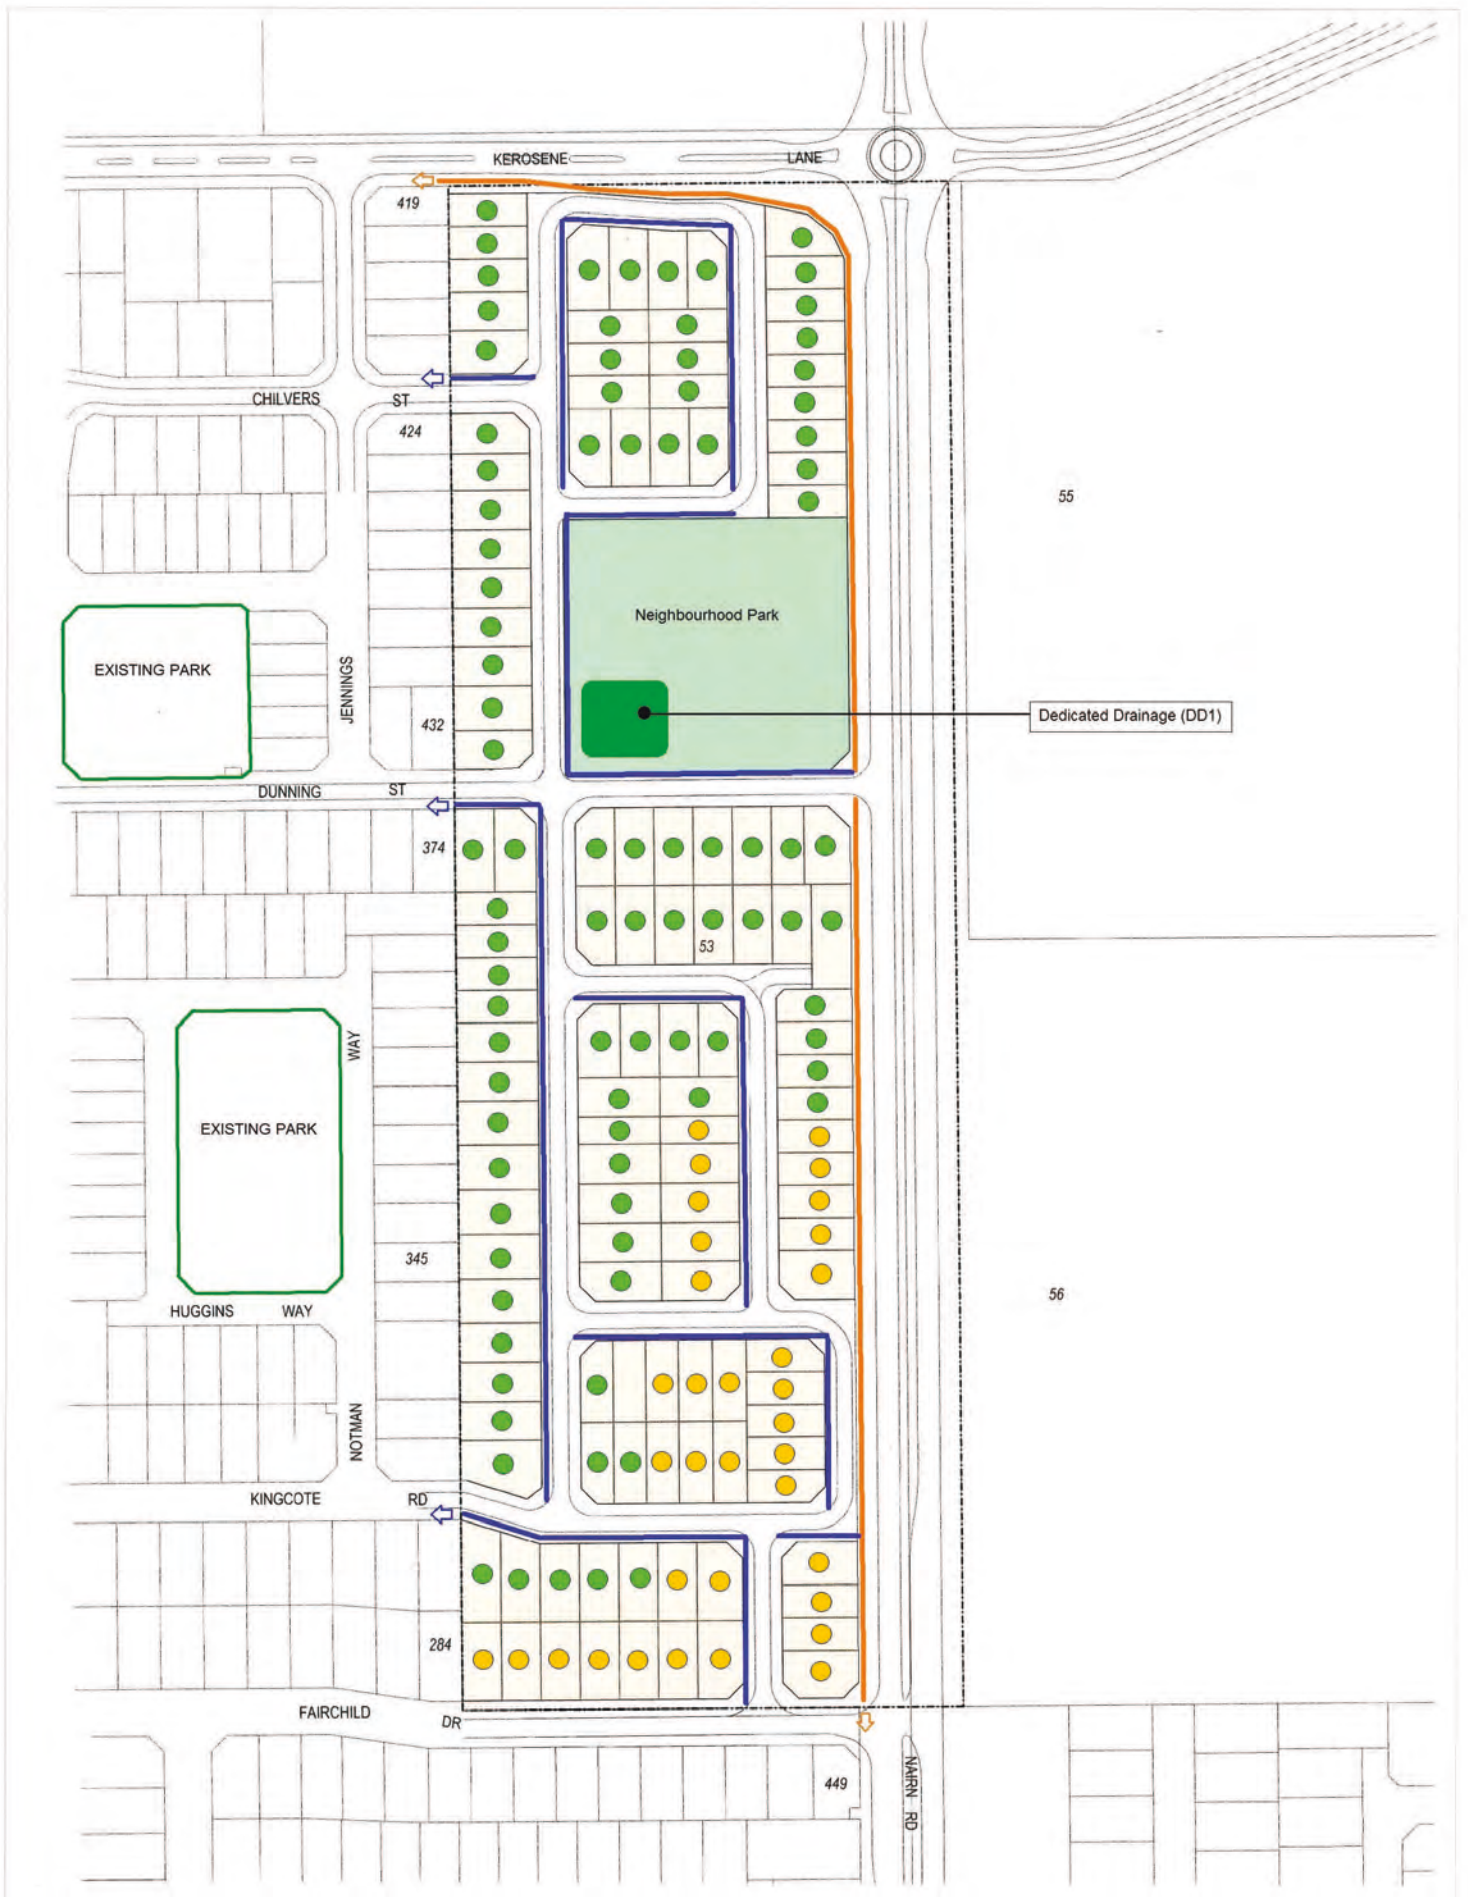 KEROSENE LANE
419
CHILVERS ST
424
55
Neighbourhood Park
EXISTING PARK
JENNINGS
432
Dedicated Drainage (DD1)
DUNNING ST
374
53
WAY
EXISTING PARK
345
56
HUGGINS WAY
NOTMAN
KINGCOTE RD
284
FAIRCHILD DR
449
NAIRN RD